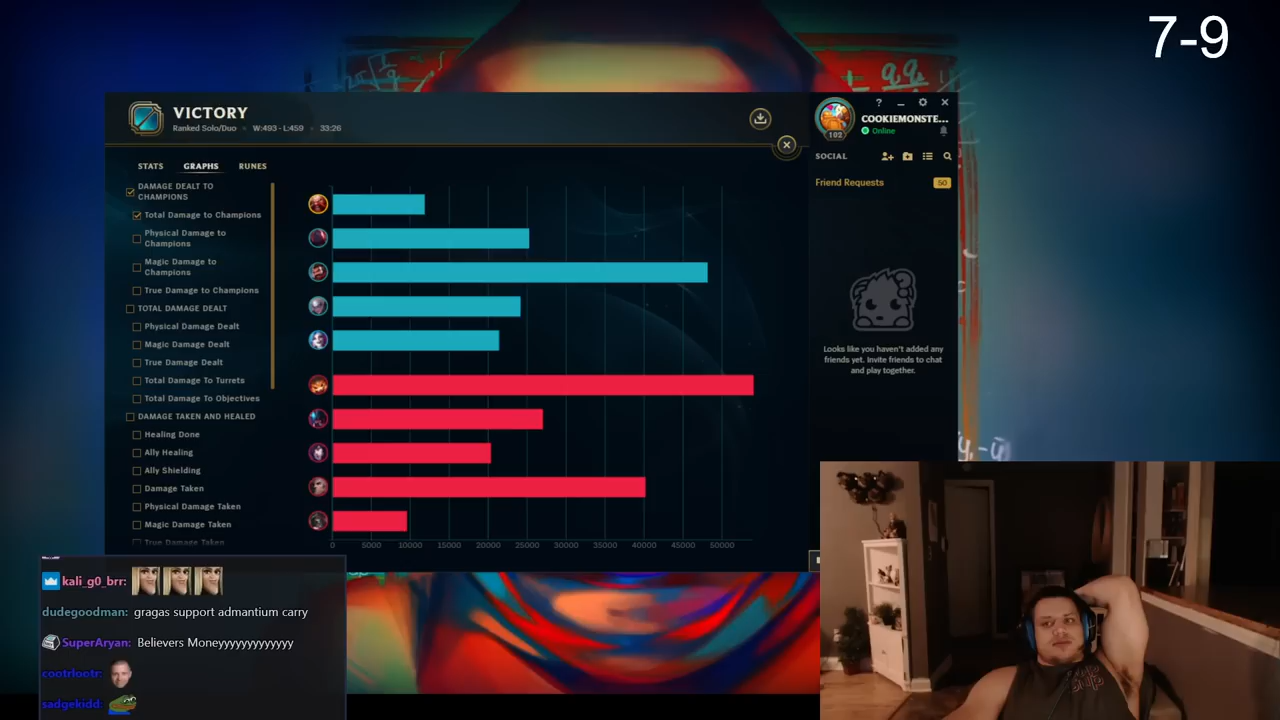 7-9
VICTORY
Ranked Solo/Duo W:493 - L:459 33:26
?
COOKIEMONSTE...
102
Online
SOCIAL
Friend Requests 50
Looks like you haven't added any
friends yet. Invite friends to chat
and play together.
STATS GRAPHS RUNES
DAMAGE DEALT TO
CHAMPIONS
Total Damage to Champions
Physical Damage to
Champions
Magic Damage to
Champions
True Damage to Champions
TOTAL DAMAGE DEALT
Physical Damage Dealt
Magic Damage Dealt
True Damage Dealt
Total Damage To Turrets
Total Damage To Objectives
DAMAGE TAKEN AND HEALED
Healing Done
Ally Healing
Ally Shielding
Damage Taken
Physical Damage Taken
Magic Damage Taken
True Damage Taken
0 5000 10000 15000 20000 25000 30000 35000 40000 45000 50000
kali_g0_brr:
dudegoodman: gragas support admantium carry
SuperAryan: Believers Moneyyyyyyyyyyyy
cootrlootr:
sadgekidd: